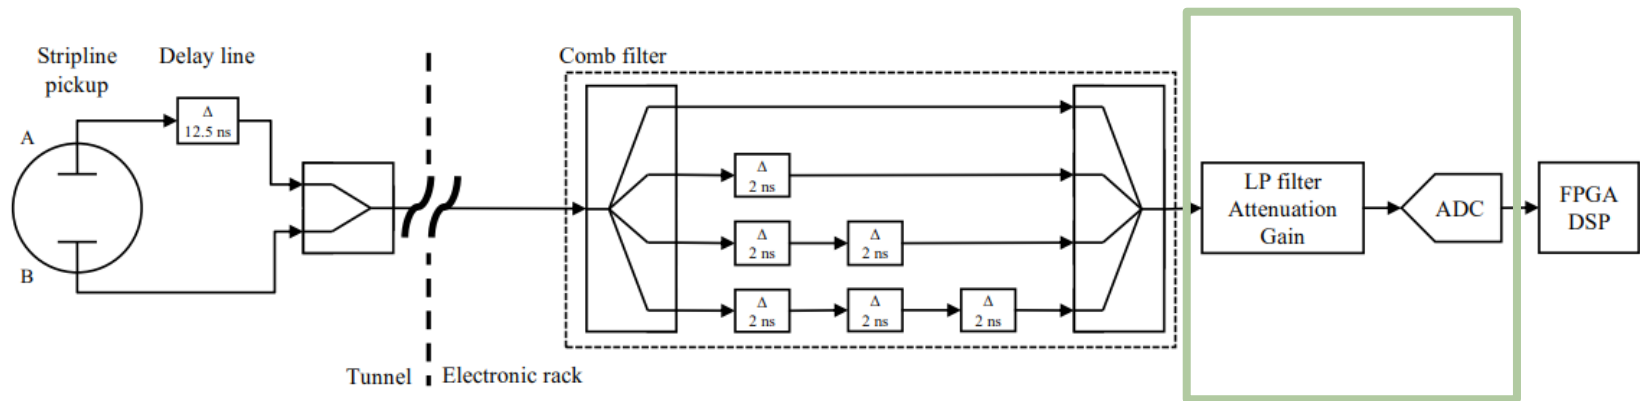 Stripline
pickup
Delay line
Comb filter
A
Δ
12.5 ns
B
Δ
2 ns
Δ
2 ns
Δ
2 ns
Δ
2 ns
Δ
2 ns
Δ
2 ns
LP filter
Attenuation
Gain
ADC
FPGA
DSP
Tunnel
Electronic rack